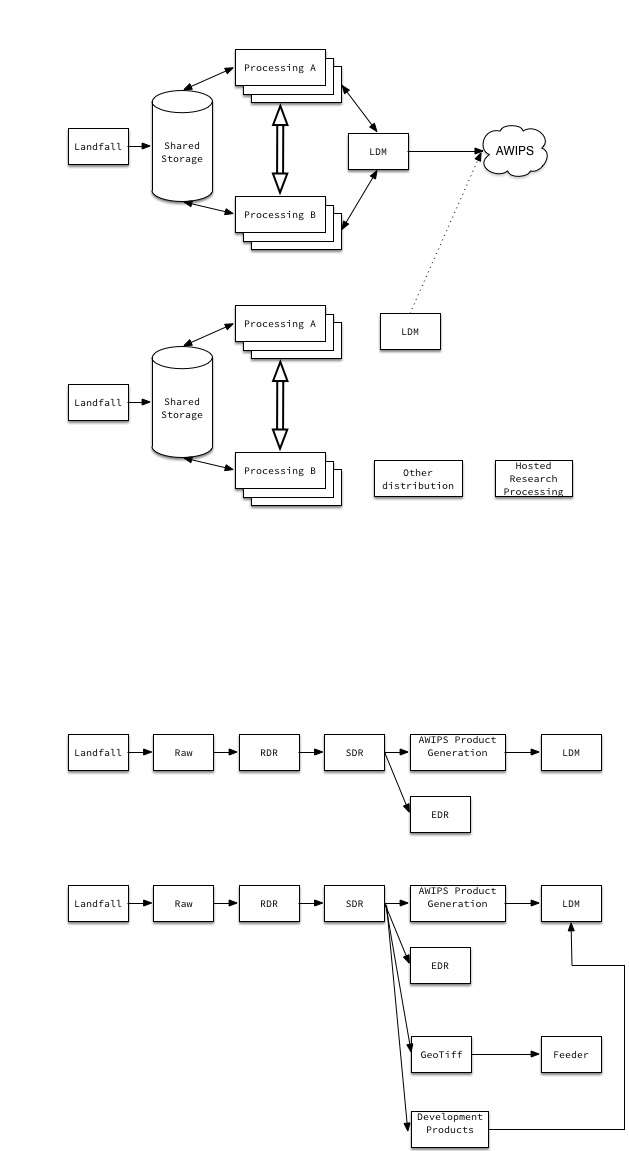 Processing A
Landfall
Shared
Storage
LDM
AWIPS
Processing B
Processing A
LDM
Landfall
Shared
Storage
Processing B
Other
distribution
Hosted
Research
Processing
Landfall
Raw
RDR
SDR
AWIPS Product
Generation
LDM
EDR
Landfall
Raw
RDR
SDR
AWIPS Product
Generation
LDM
EDR
GeoTiff
Feeder
Development
Products